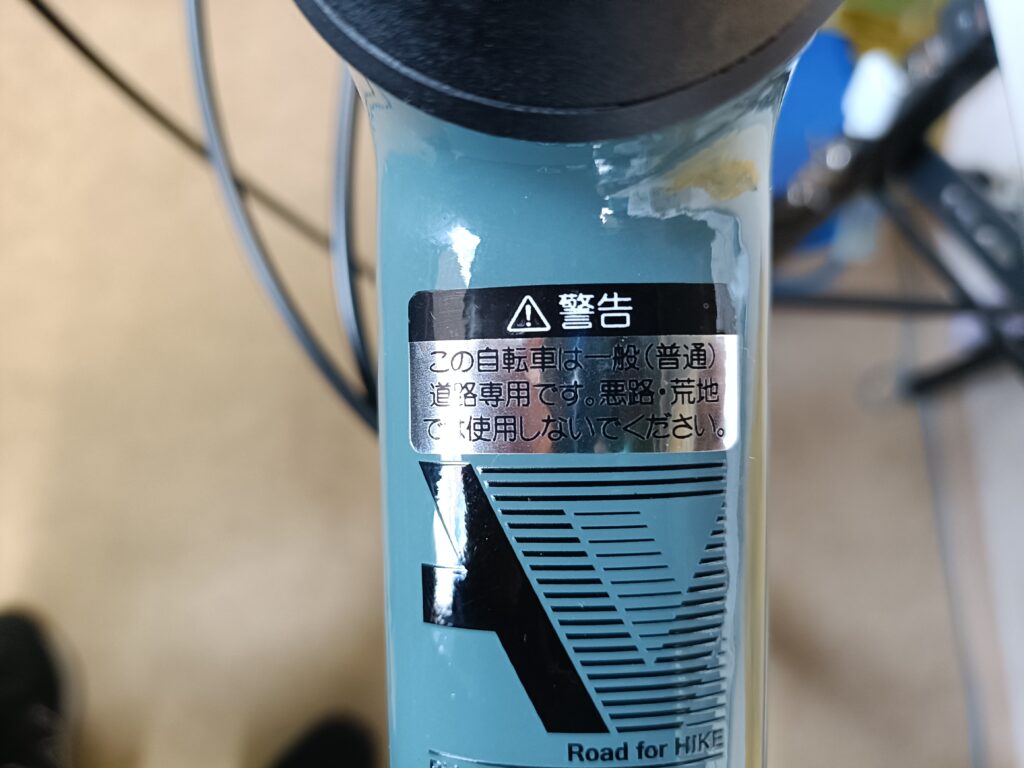 警告
この自転車は一般(普通)
道路専用です。悪路・荒地
では使用しないでください。
Road for HIKE